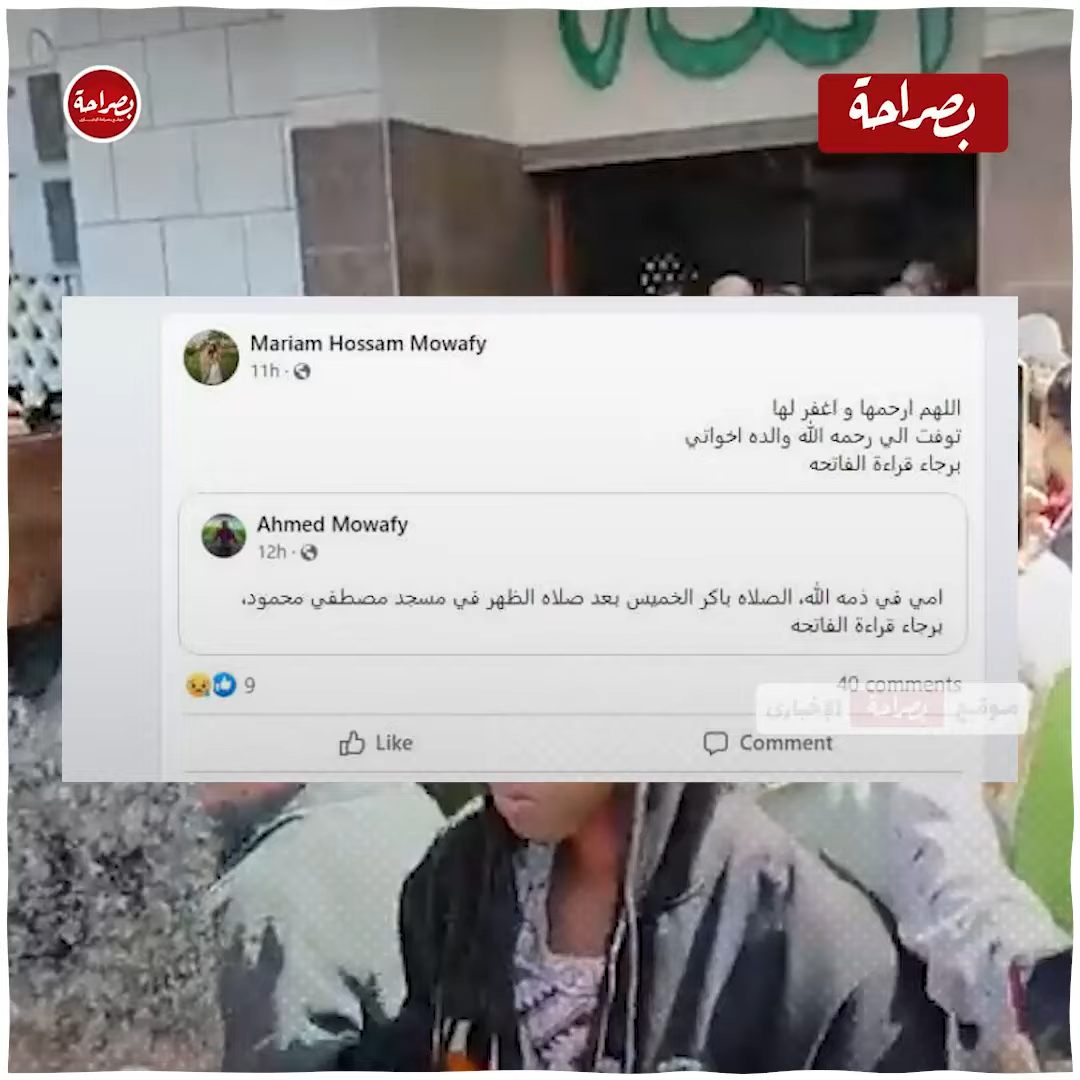 بصراحة
بصراحة
Mariam Hossam Mowafy
11h
اللهم ارحمها و اغفر لها
توفت الي رحمه الله والده اخواتي
برجاء قراءة الفاتحه
Ahmed Mowafy
12h
امي في ذمه الله، الصلاه باكر الخميس بعد صلاه الظهر في مسجد مصطفي محمود،
برجاء قراءة الفاتحه
9
40 comments
موقع بصراحة الإخباري
Like
Comment